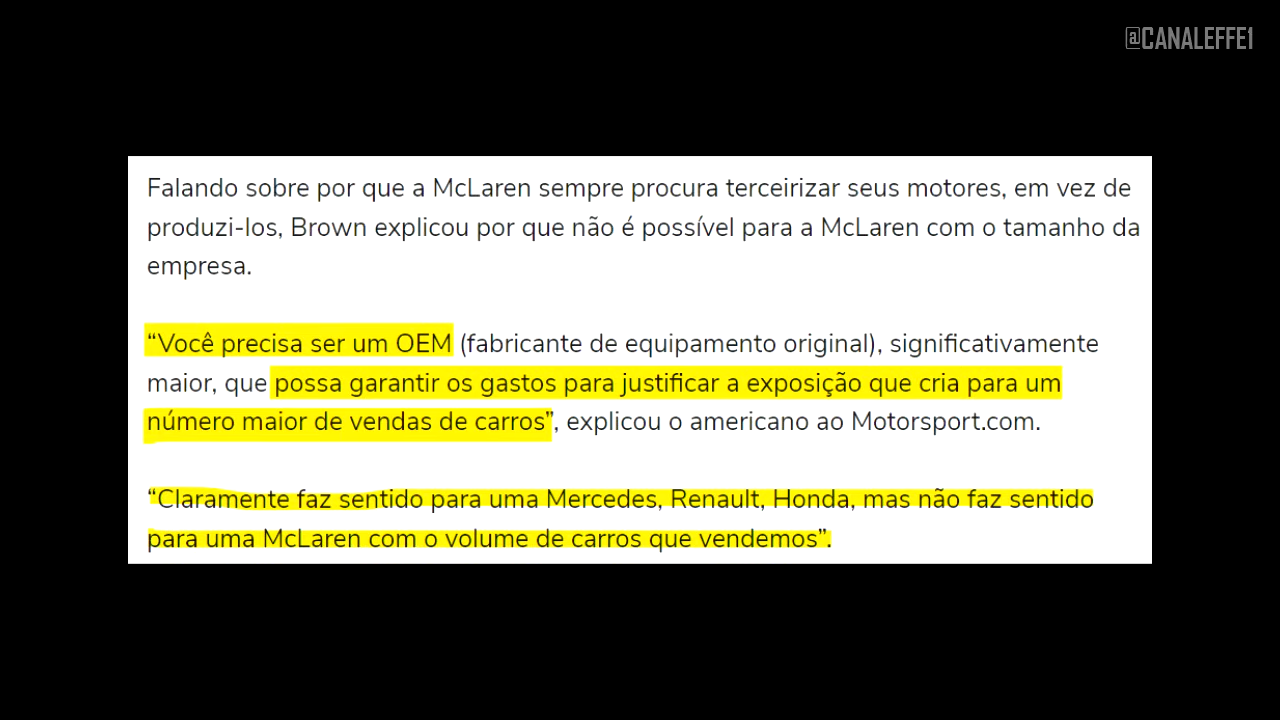 @CANALEFFE1
Falando sobre por que a McLaren sempre procura terceirizar seus motores, em vez de
produzi-los, Brown explicou por que não é possível para a McLaren com o tamanho da
empresa.
“Você precisa ser um OEM (fabricante de equipamento original), significativamente
maior, que possa garantir os gastos para justificar a exposição que cria para um
número maior de vendas de carros”, explicou o americano ao Motorsport.com.
“Claramente faz sentido para uma Mercedes, Renault, Honda, mas não faz sentido
para uma McLaren com o volume de carros que vendemos”.